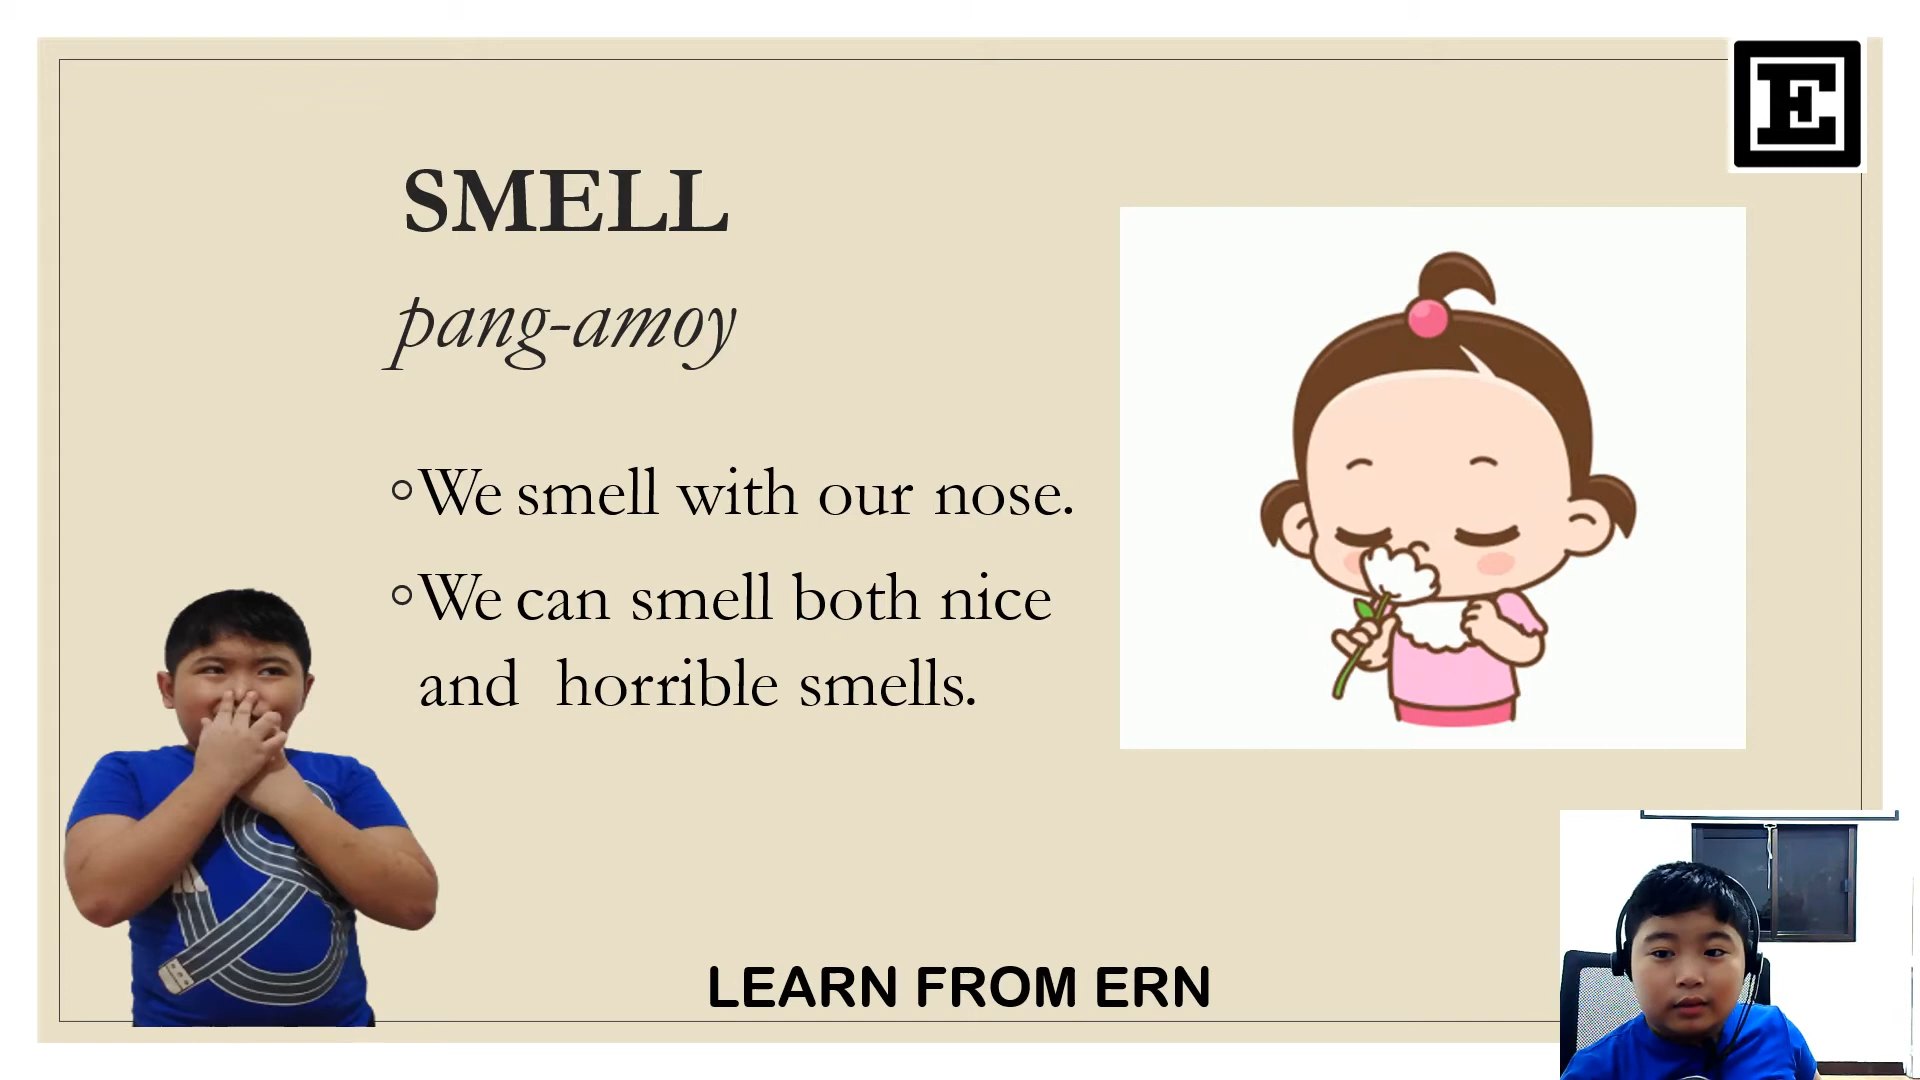 E
SMELL
pang-amoy
◦We smell with our nose.
◦We can smell both nice
and horrible smells.
LEARN FROM ERN